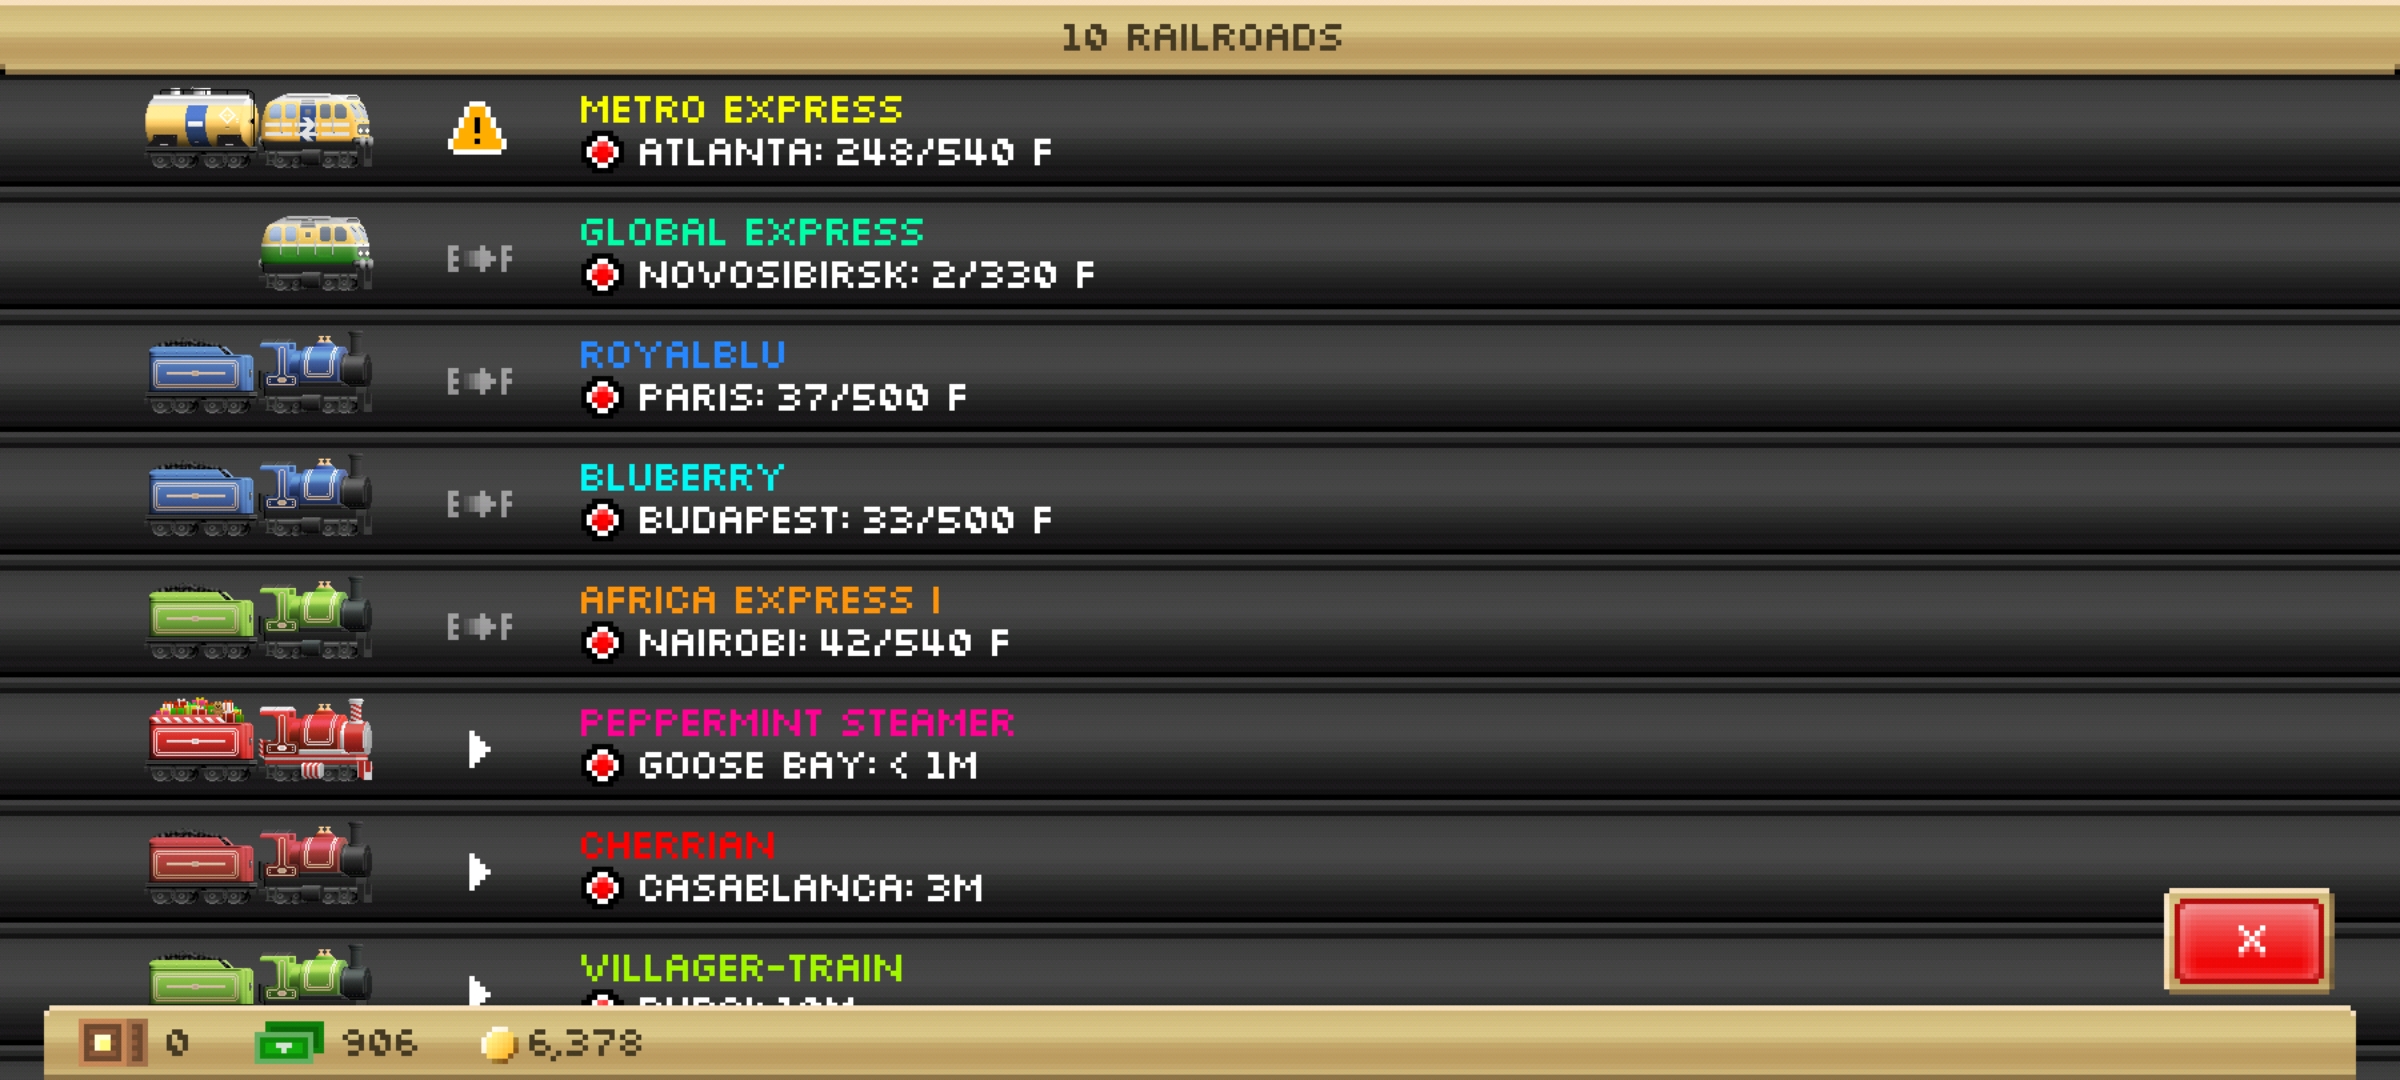 10 RAILROADS
METRO EXPRESS
ATLANTA: 248/540 F
E F
GLOBAL EXPRESS
NOVOSIBIRSK: 2/330 F
E F
ROYALBLU
PARIS: 37/500 F
E F
BLUBERRY
BUDAPEST: 33/500 F
E F
AFRICA EXPRESS I
NAIROBI: 42/540 F
PEPPERMINT STEAMER
GOOSE BAY: < 1M
CHERRIAN
CASABLANCA: 3M
X
VILLAGER-TRAIN
0 906 6,378